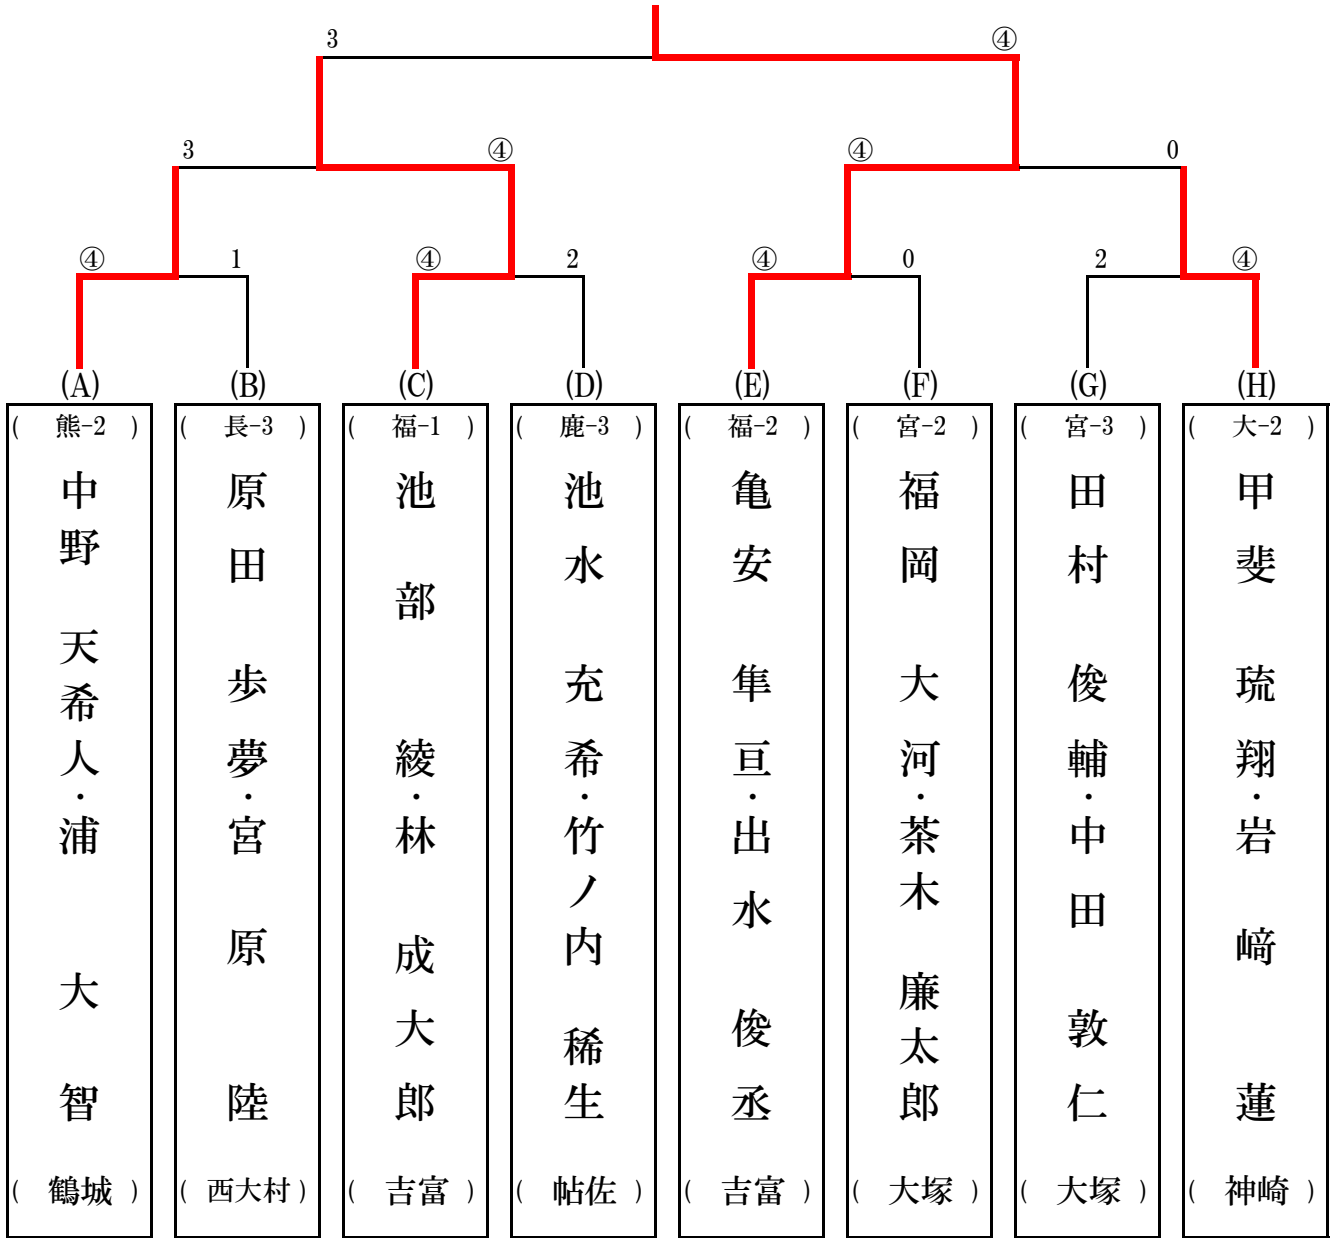 3 ④
3 ④ ④ 0
④ 1 ④ 2 ④ 0 2 ④
(A) (B) (C) (D) (E) (F) (G) (H)
( 熊-2 ) ( 長-3 ) ( 福-1 ) ( 鹿-3 ) ( 福-2 ) ( 宮-2 ) ( 宮-3 ) ( 大-2 )
中野 天希人・浦 大智
原田 歩夢・宮原 陸
池部 綾・林 成大郎
池水 充希・竹ノ内 稀生
亀安 隼亘・出水 俊丞
福岡 大河・茶木 廉太郎
田村 俊輔・中田 敦仁
甲斐 琉翔・岩﨑 蓮
( 鶴城 ) ( 西大村 ) ( 吉富 ) ( 帖佐 ) ( 吉富 ) ( 大塚 ) ( 大塚 ) ( 神崎 )